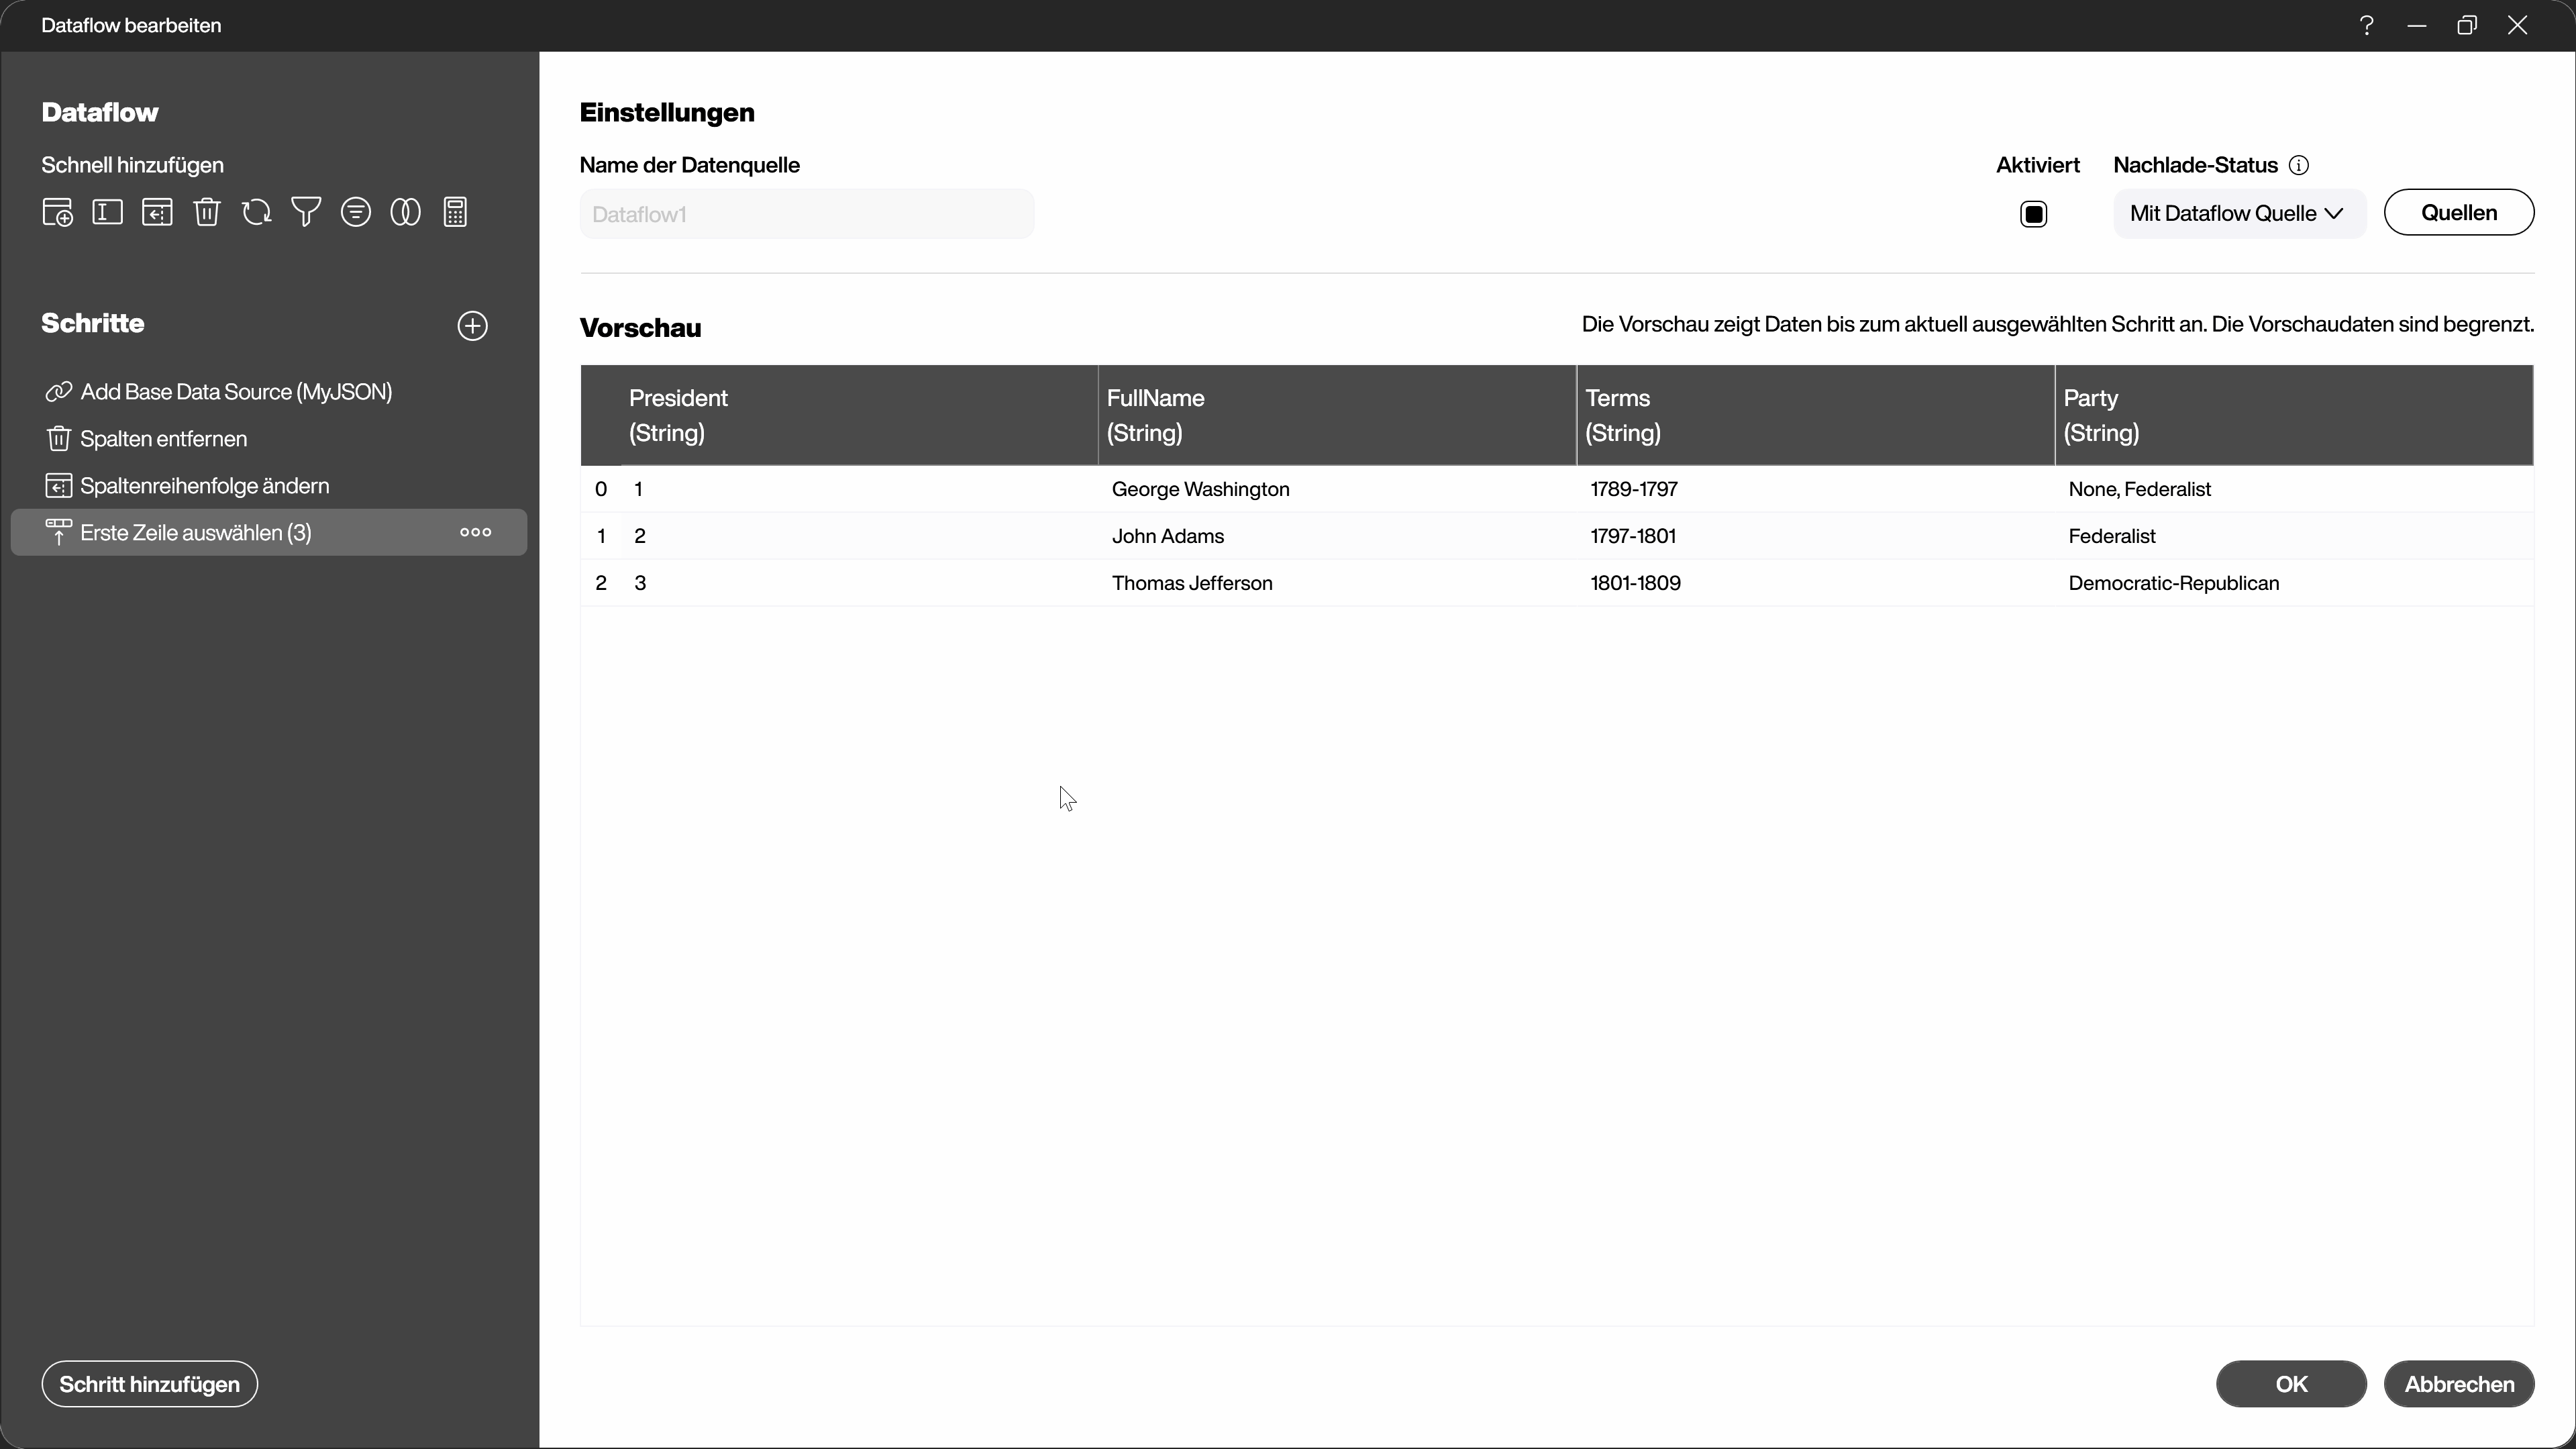 Dataflow bearbeiten
Dataflow
Schnell hinzufügen
Schritte
Add Base Data Source (MyJSON)
Spalten entfernen
Spaltenreihenfolge ändern
Erste Zeile auswählen (3)
Schritt hinzufügen
Einstellungen
Name der Datenquelle
Dataflow1
Aktiviert
Nachlade-Status
Mit Dataflow Quelle
Quellen
Vorschau
Die Vorschau zeigt Daten bis zum aktuell ausgewählten Schritt an. Die Vorschaudaten sind begrenzt.
President FullName Terms Party
(String) (String) (String) (String)
0 1 George Washington 1789-1797 None, Federalist
1 2 John Adams 1797-1801 Federalist
2 3 Thomas Jefferson 1801-1809 Democratic-Republican
OK
Abbrechen